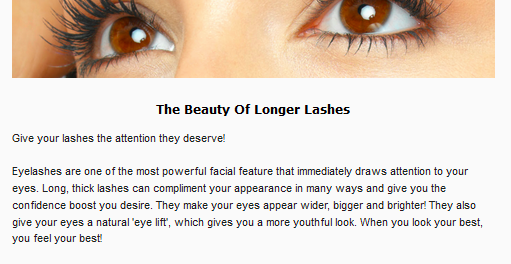 The Beauty Of Longer Lashes
Give your lashes the attention they deserve!
Eyelashes are one of the most powerful facial feature that immediately draws attention to your
eyes. Long, thick lashes can compliment your appearance in many ways and give you the
confidence boost you desire. They make your eyes appear wider, bigger and brighter! They also
give your eyes a natural 'eye lift', which gives you a more youthful look. When you look your best,
you feel your best!